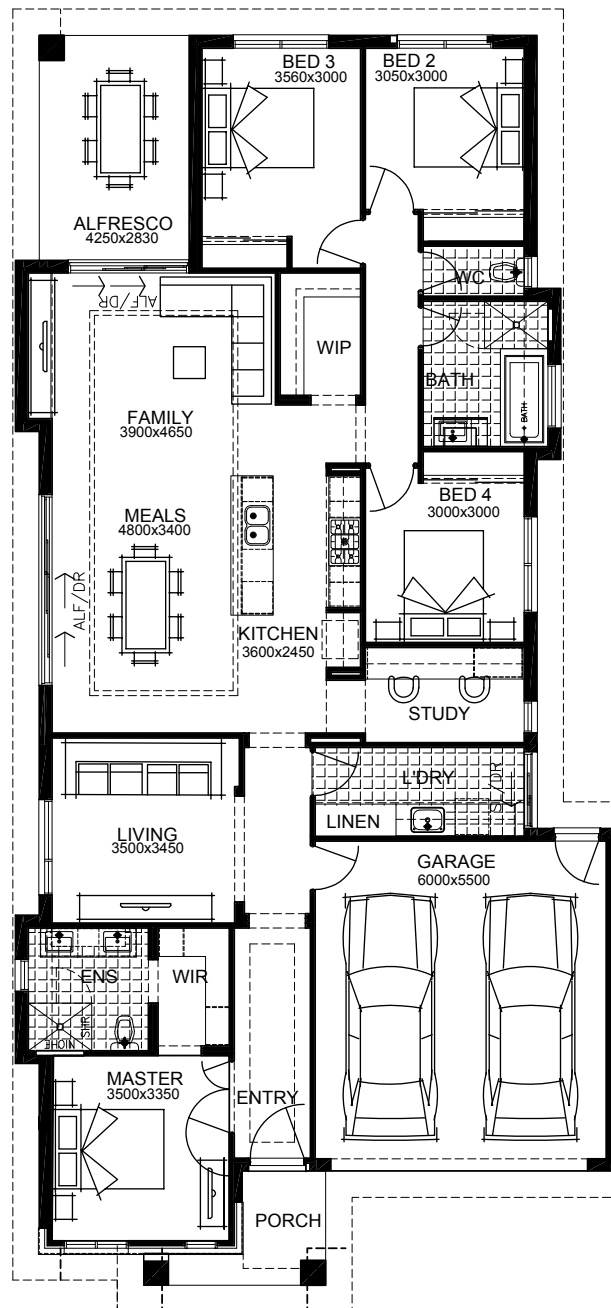 BED 3
3560x3000
BED 2
3050x3000
ALFRESCO
4250x2830
ALF/DR
WC
WIP
BATH
BATH
FAMILY
3900x4650
BED 4
3000x3000
MEALS
4800x3400
ALF/DR
KITCHEN
3600x2450
STUDY
L'DRY
SL/DR
LINEN
LIVING
3500x3450
GARAGE
6000x5500
ENS
WIR
SHR
NICHE
MASTER
3500x3350
ENTRY
PORCH